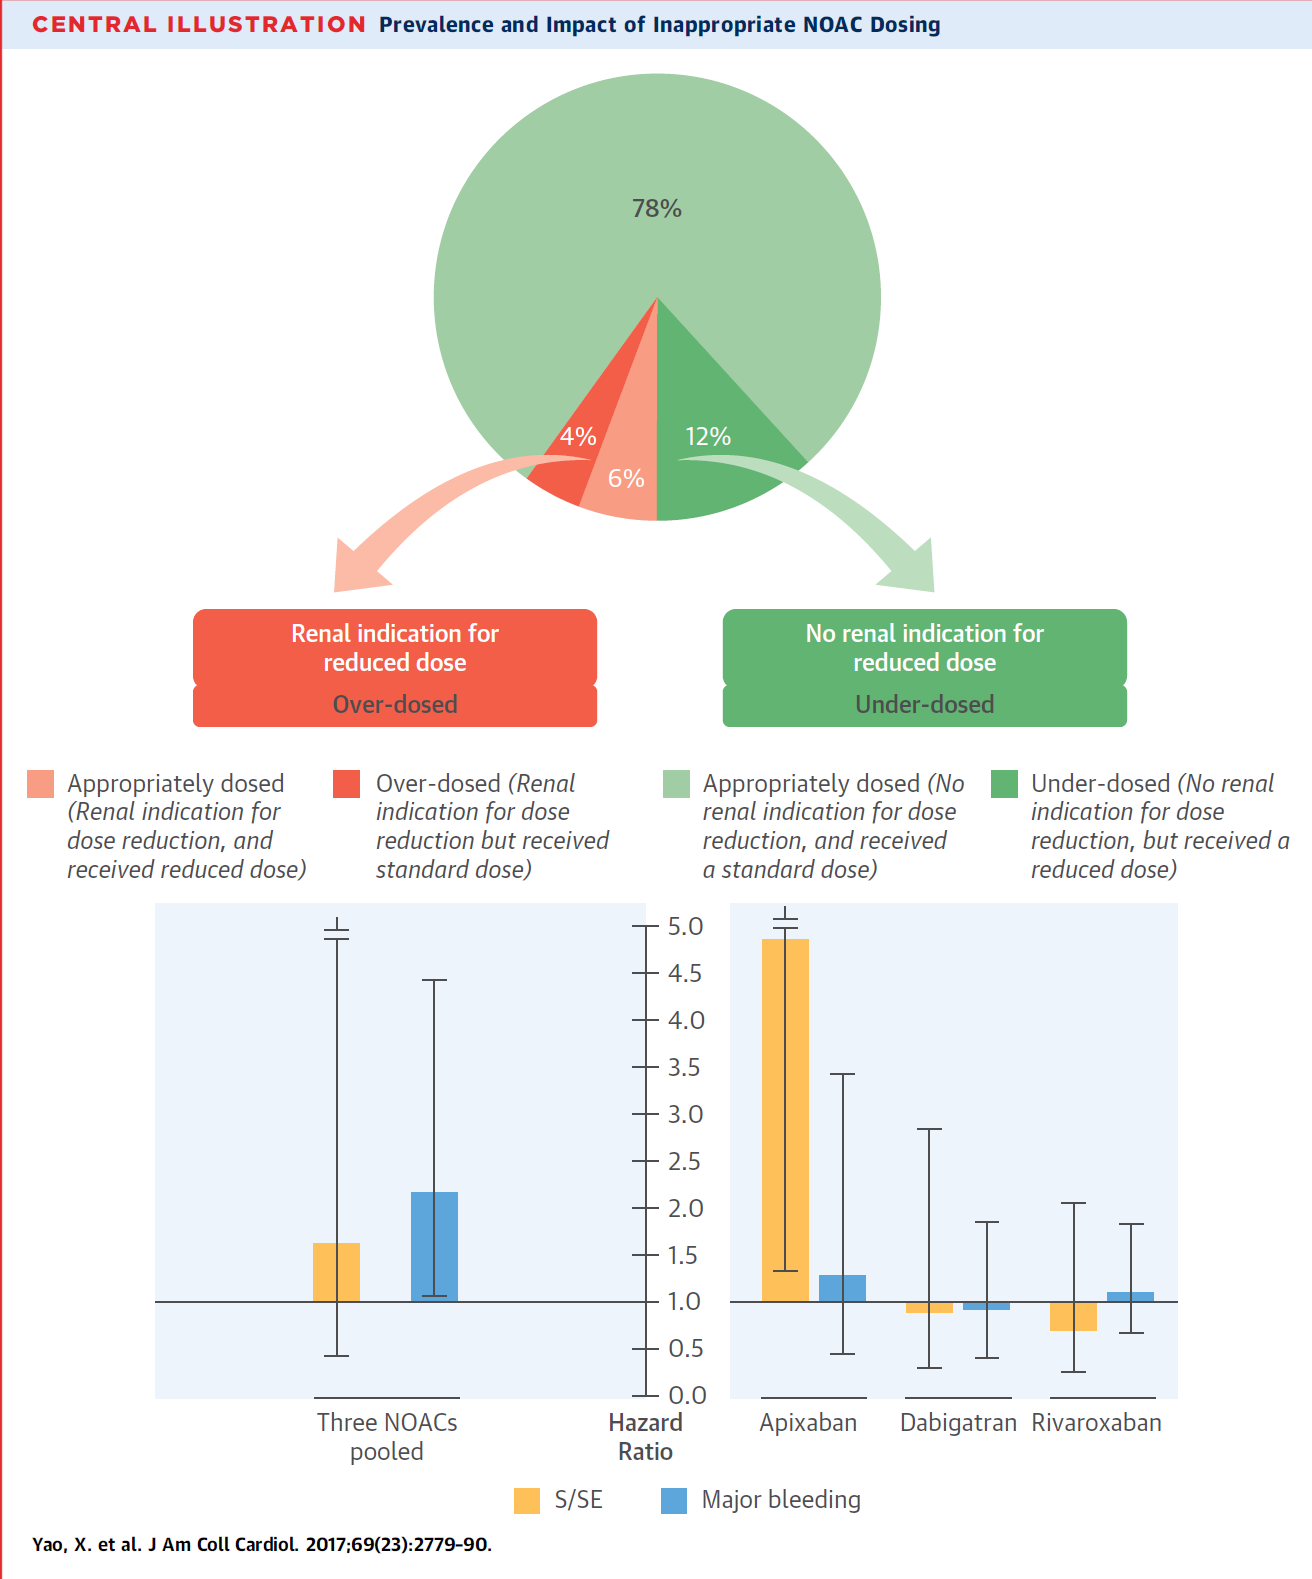 CENTRAL ILLUSTRATION Prevalence and Impact of Inappropriate NOAC Dosing
78%
4%
12%
6%
Renal indication for
reduced dose
Over-dosed
No renal indication for
reduced dose
Under-dosed
Appropriately dosed
(Renal indication for
dose reduction, and
received reduced dose)
Over-dosed (Renal
indication for dose
reduction but received
standard dose)
Appropriately dosed (No
renal indication for dose
reduction, and received
a standard dose)
Under-dosed (No renal
indication for dose
reduction, but received a
reduced dose)
5.0
4.5
4.0
3.5
3.0
2.5
2.0
1.5
1.0
0.5
0.0
Three NOACs
pooled
Hazard
Ratio
Apixaban
Dabigatran
Rivaroxaban
S/SE
Major bleeding
Yao, X. et al. J Am Coll Cardiol. 2017;69(23):2779–90.